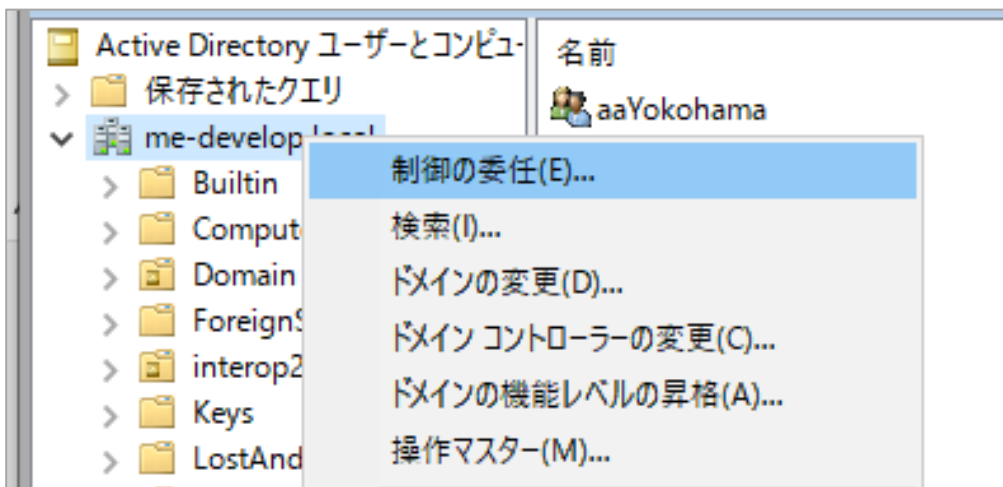 Active Directory ユーザーとコンピュ
保存されたクエリ
me-develop.local
Builtin
Comput
Domain
Foreign
interop2
Keys
LostAnd
名前
aaYokohama
制御の委任(E)...
検索(I)...
ドメインの変更(D)...
ドメイン コントローラーの変更(C)...
ドメインの機能レベルの昇格(A)...
操作マスター(M)...